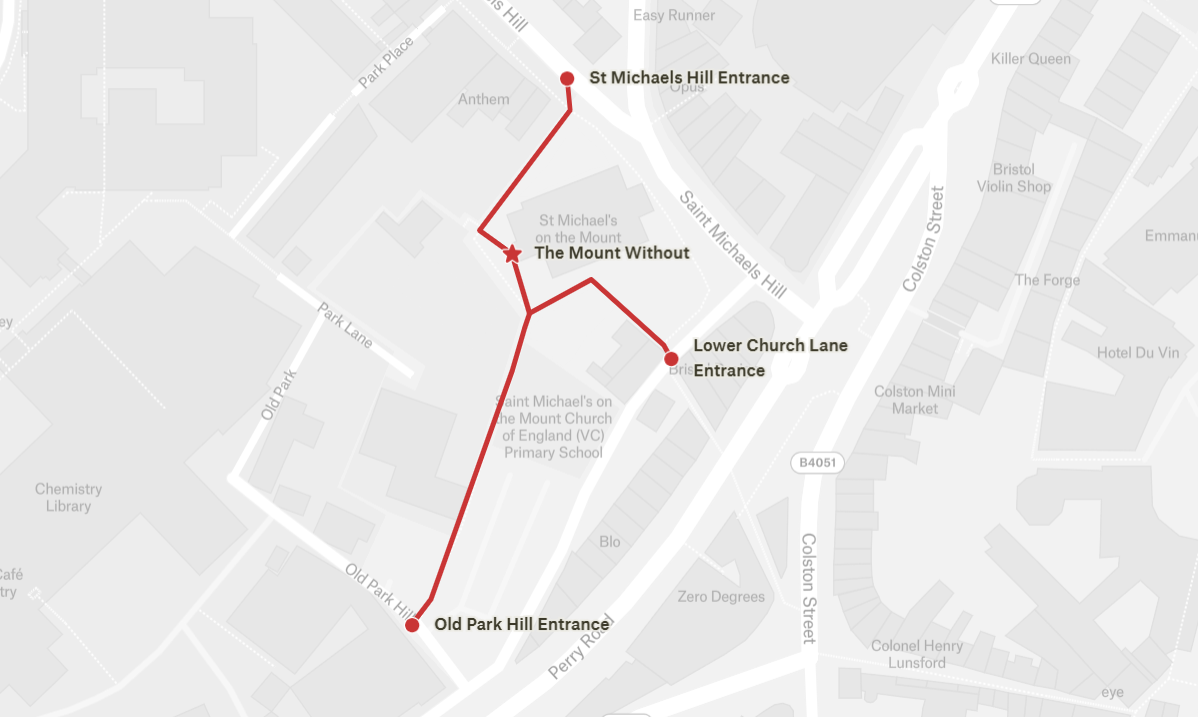 Hill
Easy Runner
Park Place
Killer Queen
St Michaels Hill Entrance
Opus
Anthem
Bristol
Violin Shop
Saint Michaels Hill
Colston Street
St Michael's
on the Mount
The Mount Without
The Forge
Park Lane
Lower Church Lane
Entrance
Hotel Du Vin
Old Park
Saint Michael's on
the Mount Church
of England (VC)
Primary School
Colston Mini
Market
B4051
Chemistry
Library
Blo
Colston Street
Café
Old Park Hill
Zero Degrees
Old Park Hill Entrance
Perry Road
Colonel Henry
Lunsford
eye